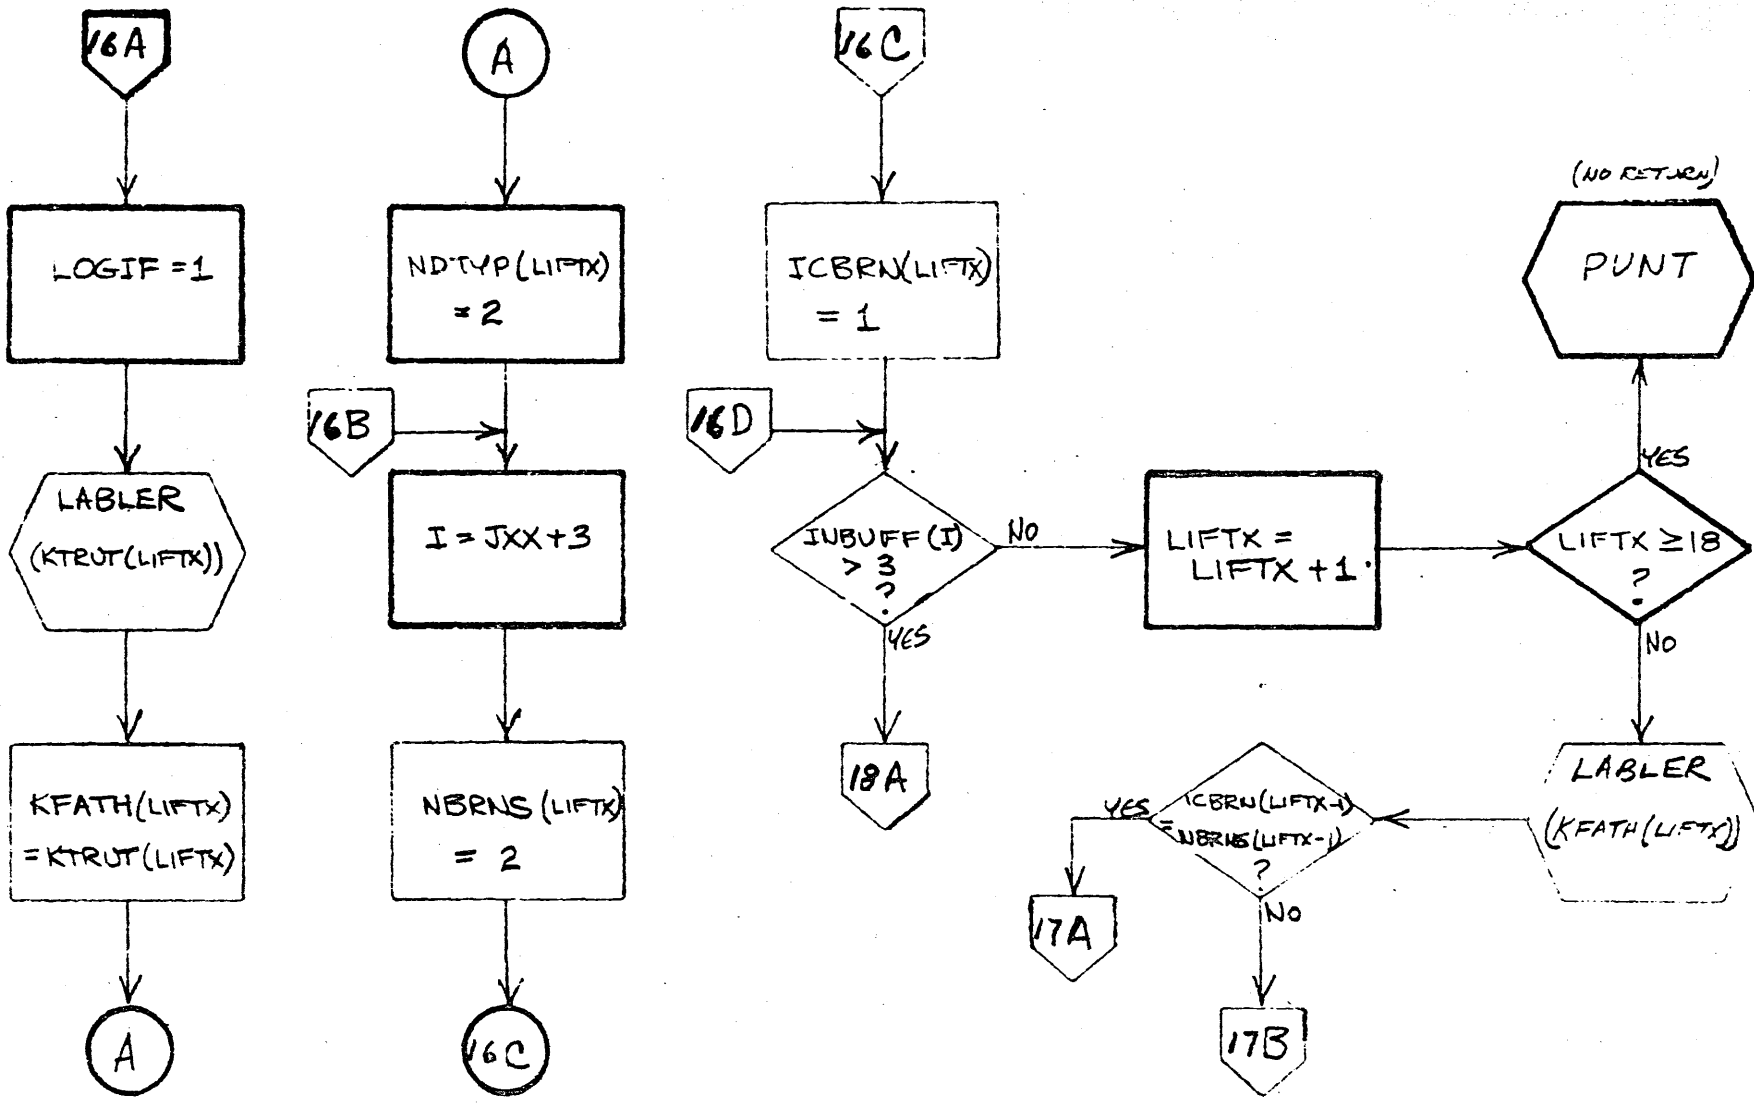 16A
LOGIF = 1
LABLER
(KTRUT(LIFTX))
KFATH(LIFTX)
= KTRUT(LIFTX)
A
A
NDTYP(LIFTX)
= 2
16B
I = JXX + 3
NBRNS(LIFTX)
= 2
16C
16C
ICBRN(LIFTX)
= 1
16D
INBUFF(I)
> 3
?
NO
YES
18A
LIFTX =
LIFTX + 1
(NO RETURN)
PUNT
YES
LIFTX ≥ 18
?
NO
LABLER
(KFATH(LIFTX))
ICBRN(LIFTX-1)
= NBRNS(LIFTX-1)
?
YES
17A
NO
17B